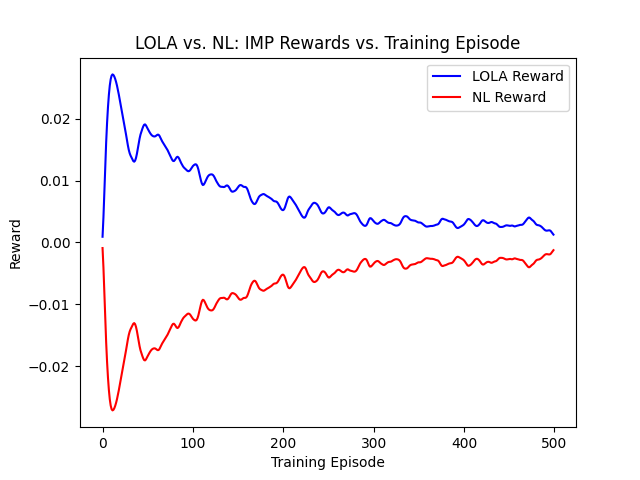 LOLA vs. NL: IMP Rewards vs. Training Episode
LOLA Reward
NL Reward
Reward
0.02
0.01
0.00
−0.01
−0.02
0
100
200
300
400
500
Training Episode